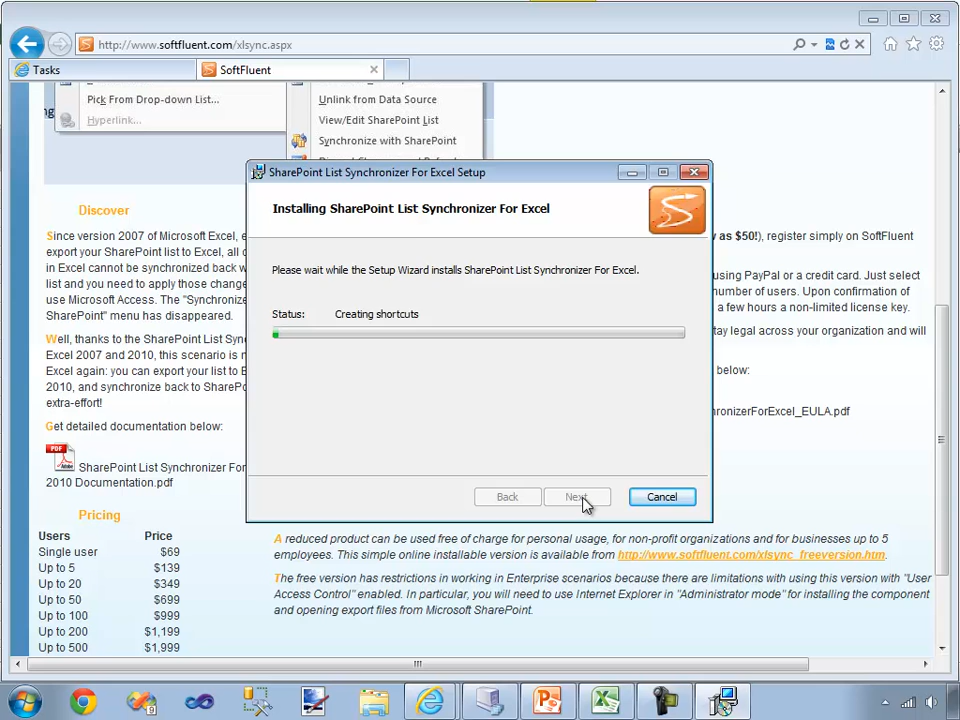 http://www.softfluent.com/xlsync.aspx
Tasks
SoftFluent
Pick From Drop-down List...
Hyperlink...
Unlink from Data Source
View/Edit SharePoint List
Synchronize with SharePoint
SharePoint List Synchronizer For Excel Setup
Installing SharePoint List Synchronizer For Excel
Please wait while the Setup Wizard installs SharePoint List Synchronizer For Excel.
Status: Creating shortcuts
Back
Next
Cancel
Discover
Since version 2007 of Microsoft Excel, e
export your SharePoint list to Excel, all c
in Excel cannot be synchronized back w
list and you need to apply those change
use Microsoft Access. The "Synchronize
SharePoint" menu has disappeared.
Well, thanks to the SharePoint List Syn
Excel 2007 and 2010, this scenario is n
Excel again: you can export your list to E
2010, and synchronize back to SharePo
extra-effort!
Get detailed documentation below:
PDF
SharePoint List Synchronizer For
2010 Documentation.pdf
Pricing
Users Price
Single user $69
Up to 5 $139
Up to 20 $349
Up to 50 $699
Up to 100 $999
Up to 200 $1,199
Up to 500 $1,999
w as $50!), register simply on SoftFluent
using PayPal or a credit card. Just select
number of users. Upon confirmation of
a few hours a non-limited license key.
tay legal across your organization and will
below:
ronizerForExcel_EULA.pdf
A reduced product can be used free of charge for personal usage, for non-profit organizations and for businesses up to 5
employees. This simple online installable version is available from http://www.softfluent.com/xlsync_freeversion.htm.
The free version has restrictions in working in Enterprise scenarios because there are limitations with using this version with "User
Access Control" enabled. In particular, you will need to use Internet Explorer in "Administrator mode" for installing the component
and opening export files from Microsoft SharePoint.